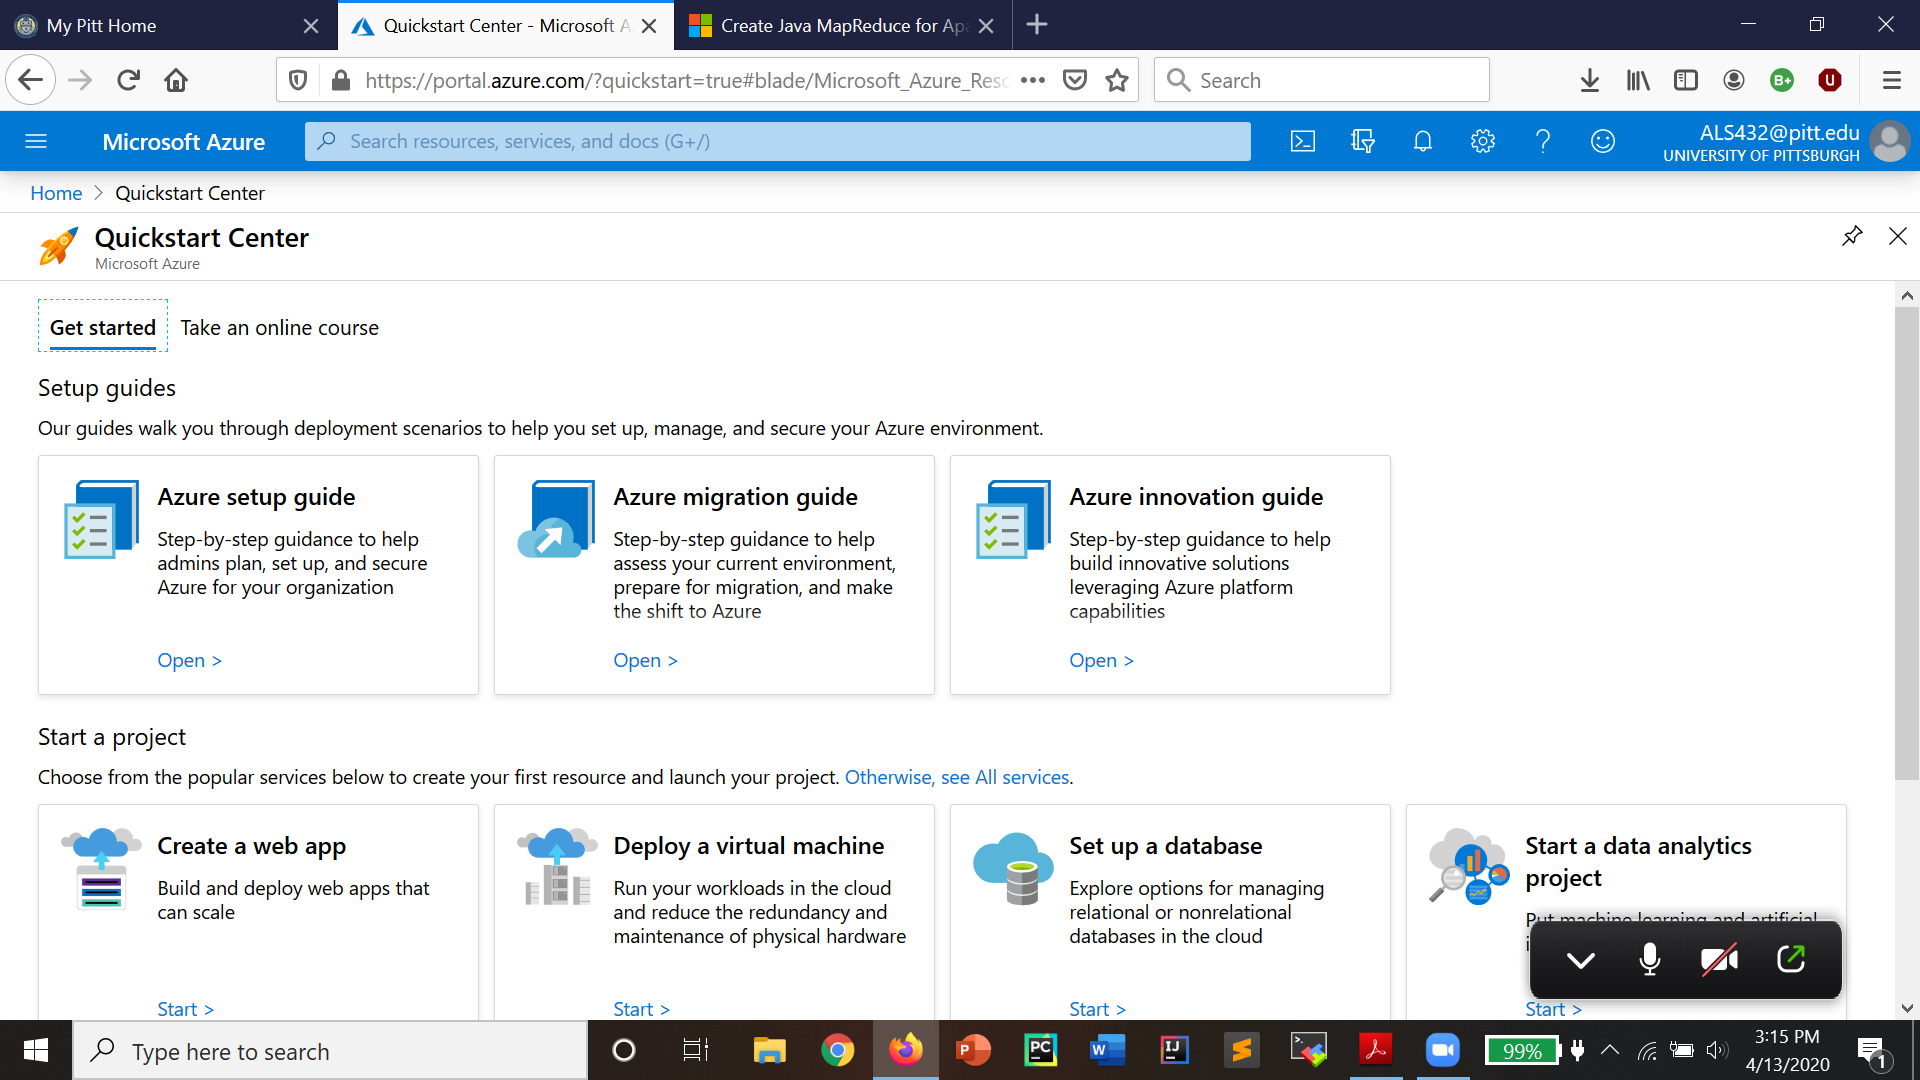 My Pitt Home
Quickstart Center - Microsoft A
Create Java MapReduce for Apa
https://portal.azure.com/?quickstart=true#blade/Microsoft_Azure_Reso
Search
Microsoft Azure
Search resources, services, and docs (G+/)
ALS432@pitt.edu
UNIVERSITY OF PITTSBURGH
Home > Quickstart Center
Quickstart Center
Microsoft Azure
Get started
Take an online course
Setup guides
Our guides walk you through deployment scenarios to help you set up, manage, and secure your Azure environment.
Azure setup guide
Step-by-step guidance to help
admins plan, set up, and secure
Azure for your organization
Open >
Azure migration guide
Step-by-step guidance to help
assess your current environment,
prepare for migration, and make
the shift to Azure
Open >
Azure innovation guide
Step-by-step guidance to help
build innovative solutions
leveraging Azure platform
capabilities
Open >
Start a project
Choose from the popular services below to create your first resource and launch your project. Otherwise, see All services.
Create a web app
Build and deploy web apps that
can scale
Start >
Deploy a virtual machine
Run your workloads in the cloud
and reduce the redundancy and
maintenance of physical hardware
Start >
Set up a database
Explore options for managing
relational or nonrelational
databases in the cloud
Start >
Start a data analytics
project
Put machine learning and artificial
Start >
Type here to search
99%
3:15 PM
4/13/2020
1